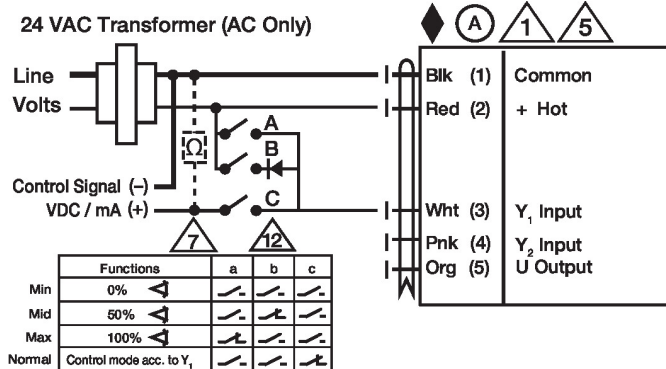 24 VAC Transformer (AC Only)
A 1 5
Line
Volts
Blk (1) Common
Red (2) + Hot
A
B
Ω
C
Control Signal (–)
VDC / mA (+)
Wht (3) Y₁ Input
Pnk (4) Y₂ Input
Org (5) U Output
7 12
Functions a b c
Min 0%
Mid 50%
Max 100%
Normal Control mode acc. to Y₁